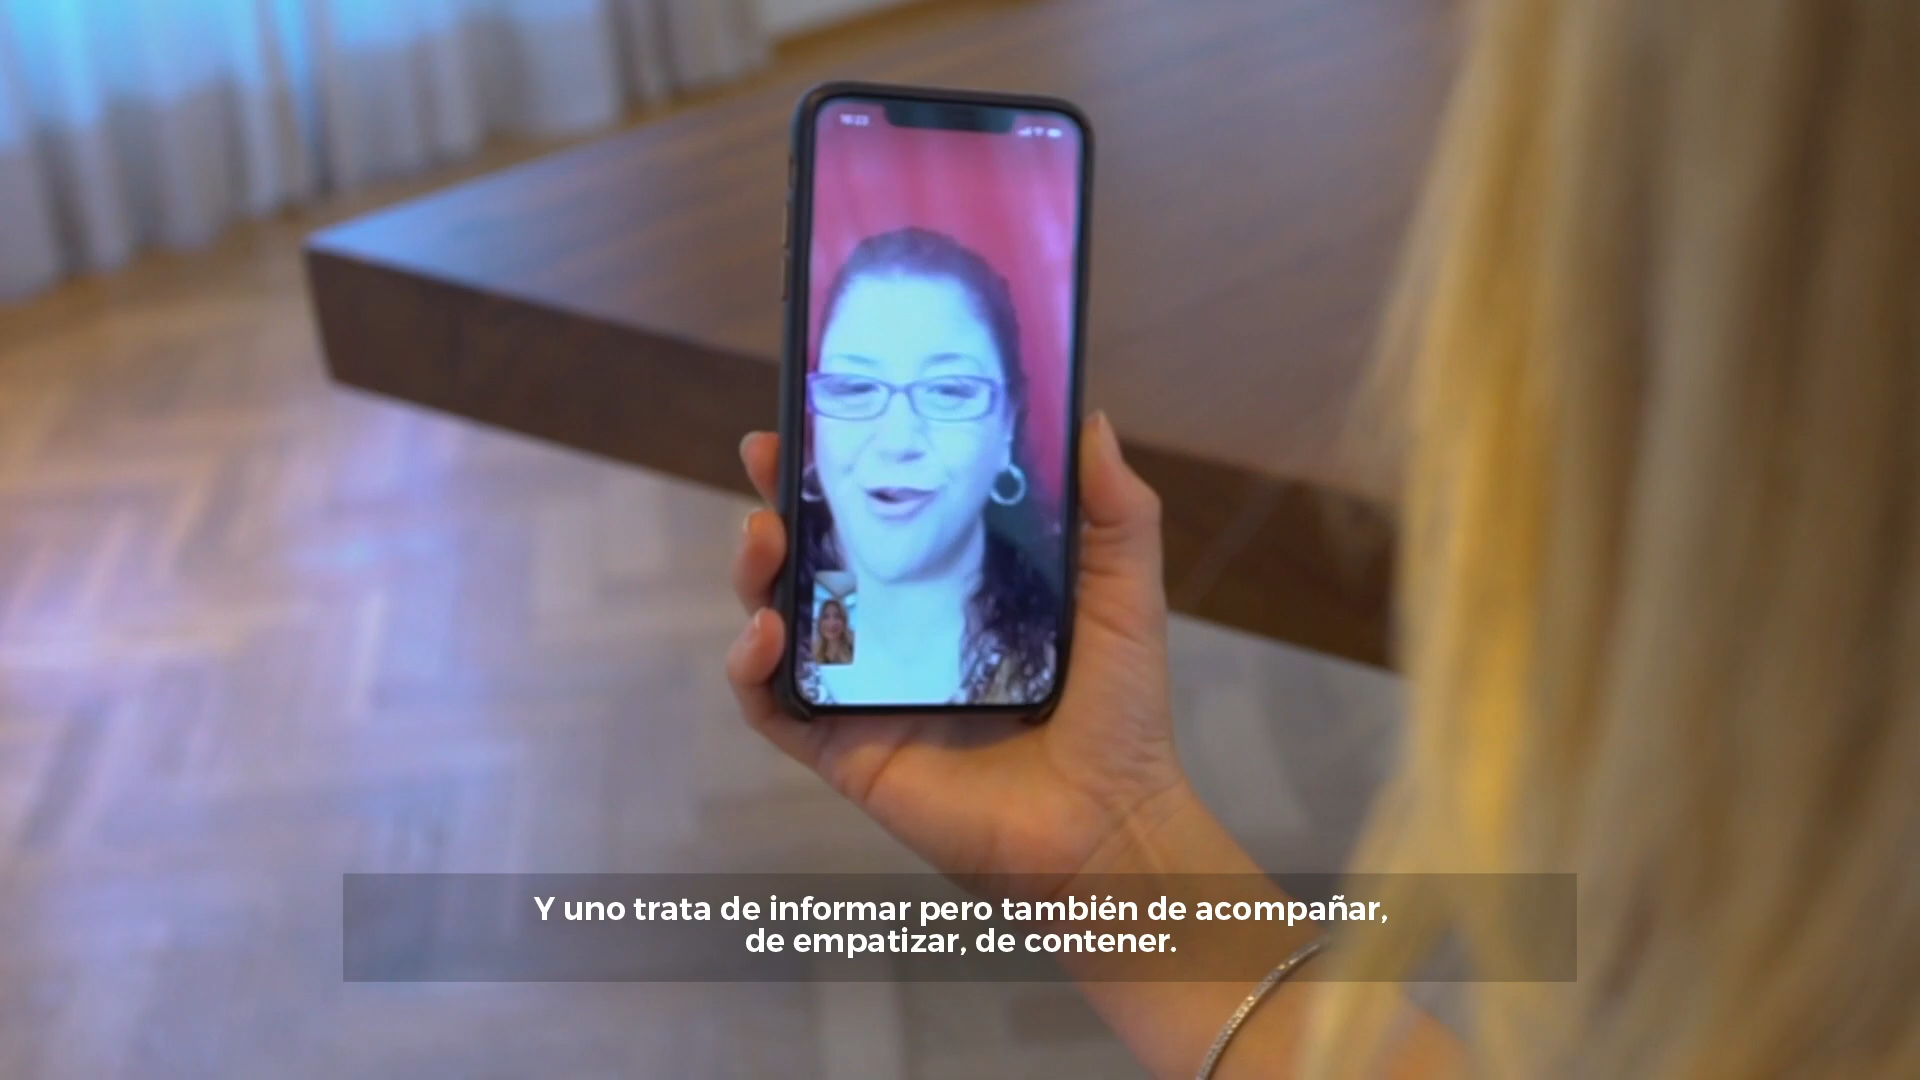 Y uno trata de informar pero también de acompañar,
de empatizar, de contener.